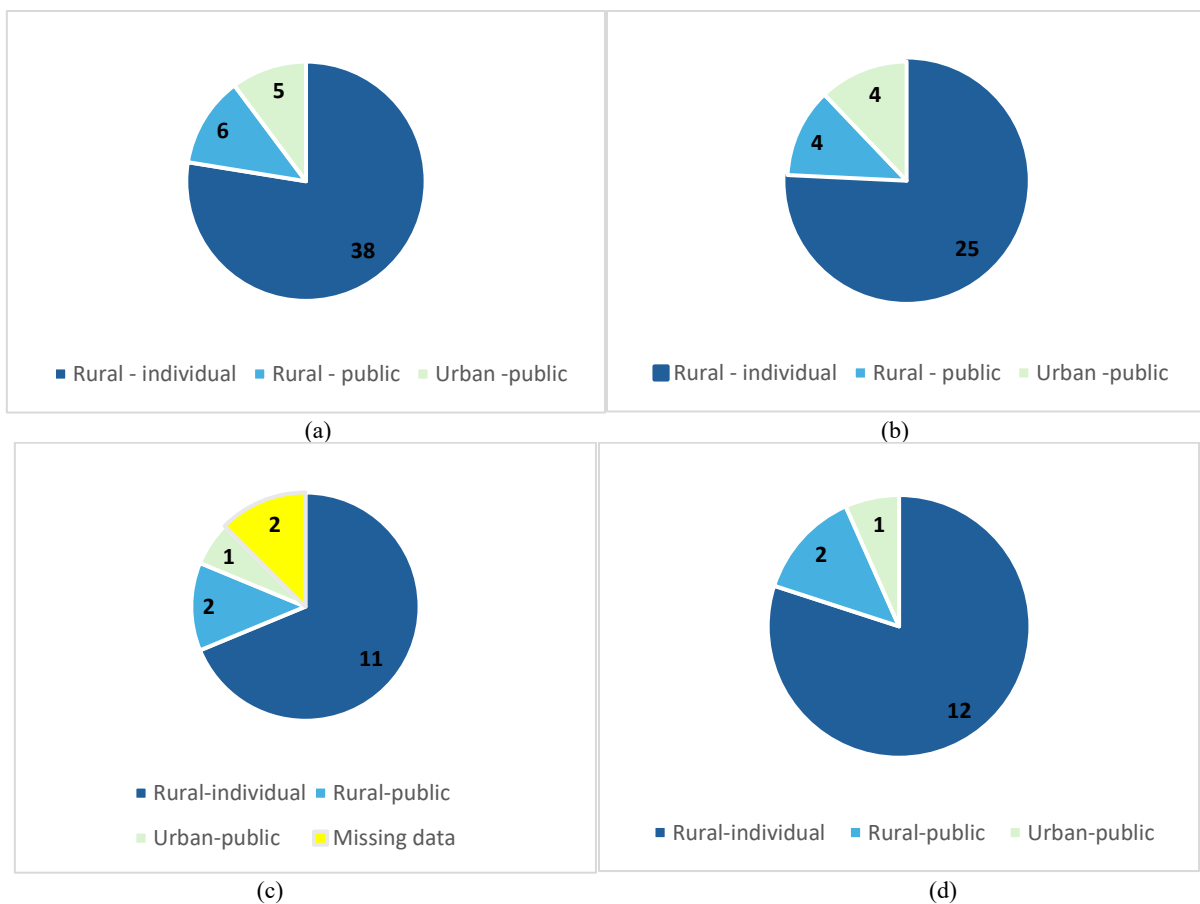 5
6
38
Rural - individual Rural - public Urban -public
(a)
4
4
25
Rural - individual Rural - public Urban -public
(b)
2
1
2
11
Rural-individual Rural-public
Urban-public Missing data
(c)
1
2
12
Rural-individual Rural-public Urban-public
(d)